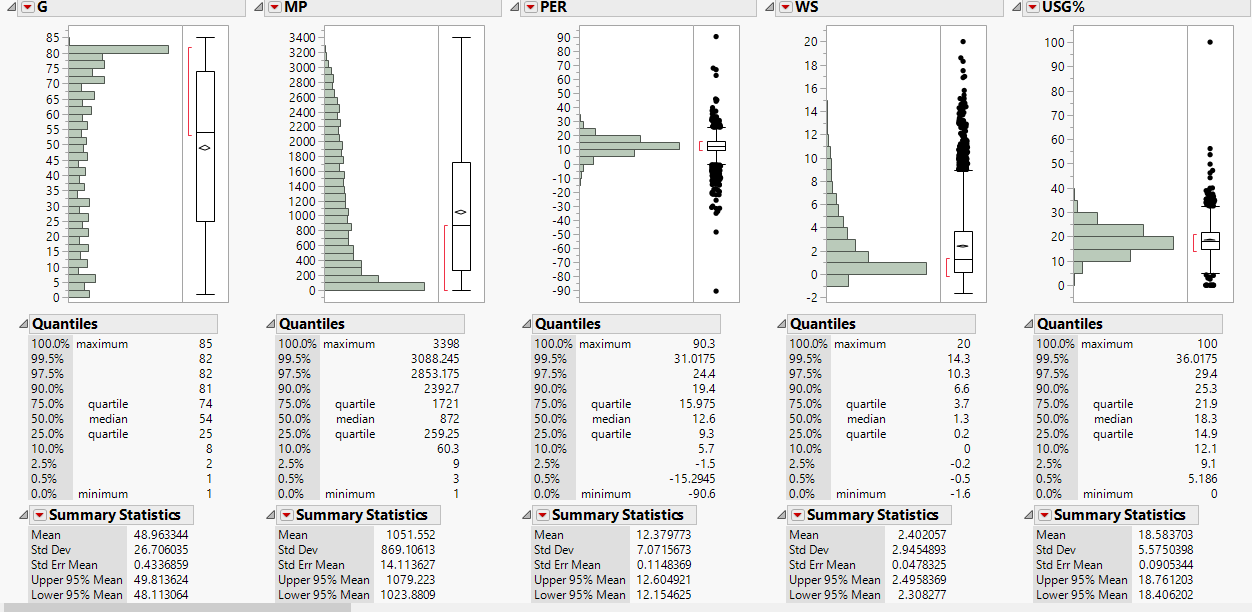 G
85
80
75
70
65
60
55
50
45
40
35
30
25
20
15
10
5
0
Quantiles
100.0% maximum 85
99.5% 82
97.5% 82
90.0% 81
75.0% quartile 74
50.0% median 54
25.0% quartile 25
10.0% 8
2.5% 2
0.5% 1
0.0% minimum 1
Summary Statistics
Mean 48.963344
Std Dev 26.706035
Std Err Mean 0.4336859
Upper 95% Mean 49.813624
Lower 95% Mean 48.113064
MP
3400
3200
3000
2800
2600
2400
2200
2000
1800
1600
1400
1200
1000
800
600
400
200
0
Quantiles
100.0% maximum 3398
99.5% 3088.245
97.5% 2853.175
90.0% 2392.7
75.0% quartile 1721
50.0% median 872
25.0% quartile 259.25
10.0% 60.3
2.5% 9
0.5% 3
0.0% minimum 1
Summary Statistics
Mean 1051.552
Std Dev 869.10613
Std Err Mean 14.113627
Upper 95% Mean 1079.223
Lower 95% Mean 1023.8809
PER
90
80
70
60
50
40
30
20
10
0
-10
-20
-30
-40
-50
-60
-70
-80
-90
Quantiles
100.0% maximum 90.3
99.5% 31.0175
97.5% 24.4
90.0% 19.4
75.0% quartile 15.975
50.0% median 12.6
25.0% quartile 9.3
10.0% 5.7
2.5% -1.5
0.5% -15.2945
0.0% minimum -90.6
Summary Statistics
Mean 12.379773
Std Dev 7.0715673
Std Err Mean 0.1148369
Upper 95% Mean 12.604921
Lower 95% Mean 12.154625
WS
20
18
16
14
12
10
8
6
4
2
0
-2
Quantiles
100.0% maximum 20
99.5% 14.3
97.5% 10.3
90.0% 6.6
75.0% quartile 3.7
50.0% median 1.3
25.0% quartile 0.2
10.0% 0
2.5% -0.2
0.5% -0.5
0.0% minimum -1.6
Summary Statistics
Mean 2.402057
Std Dev 2.9454893
Std Err Mean 0.0478325
Upper 95% Mean 2.4958369
Lower 95% Mean 2.308277
USG%
100
90
80
70
60
50
40
30
20
10
0
Quantiles
100.0% maximum 100
99.5% 36.0175
97.5% 29.4
90.0% 25.3
75.0% quartile 21.9
50.0% median 18.3
25.0% quartile 14.9
10.0% 12.1
2.5% 9.1
0.5% 5.186
0.0% minimum 0
Summary Statistics
Mean 18.583703
Std Dev 5.5750398
Std Err Mean 0.0905344
Upper 95% Mean 18.761203
Lower 95% Mean 18.406202